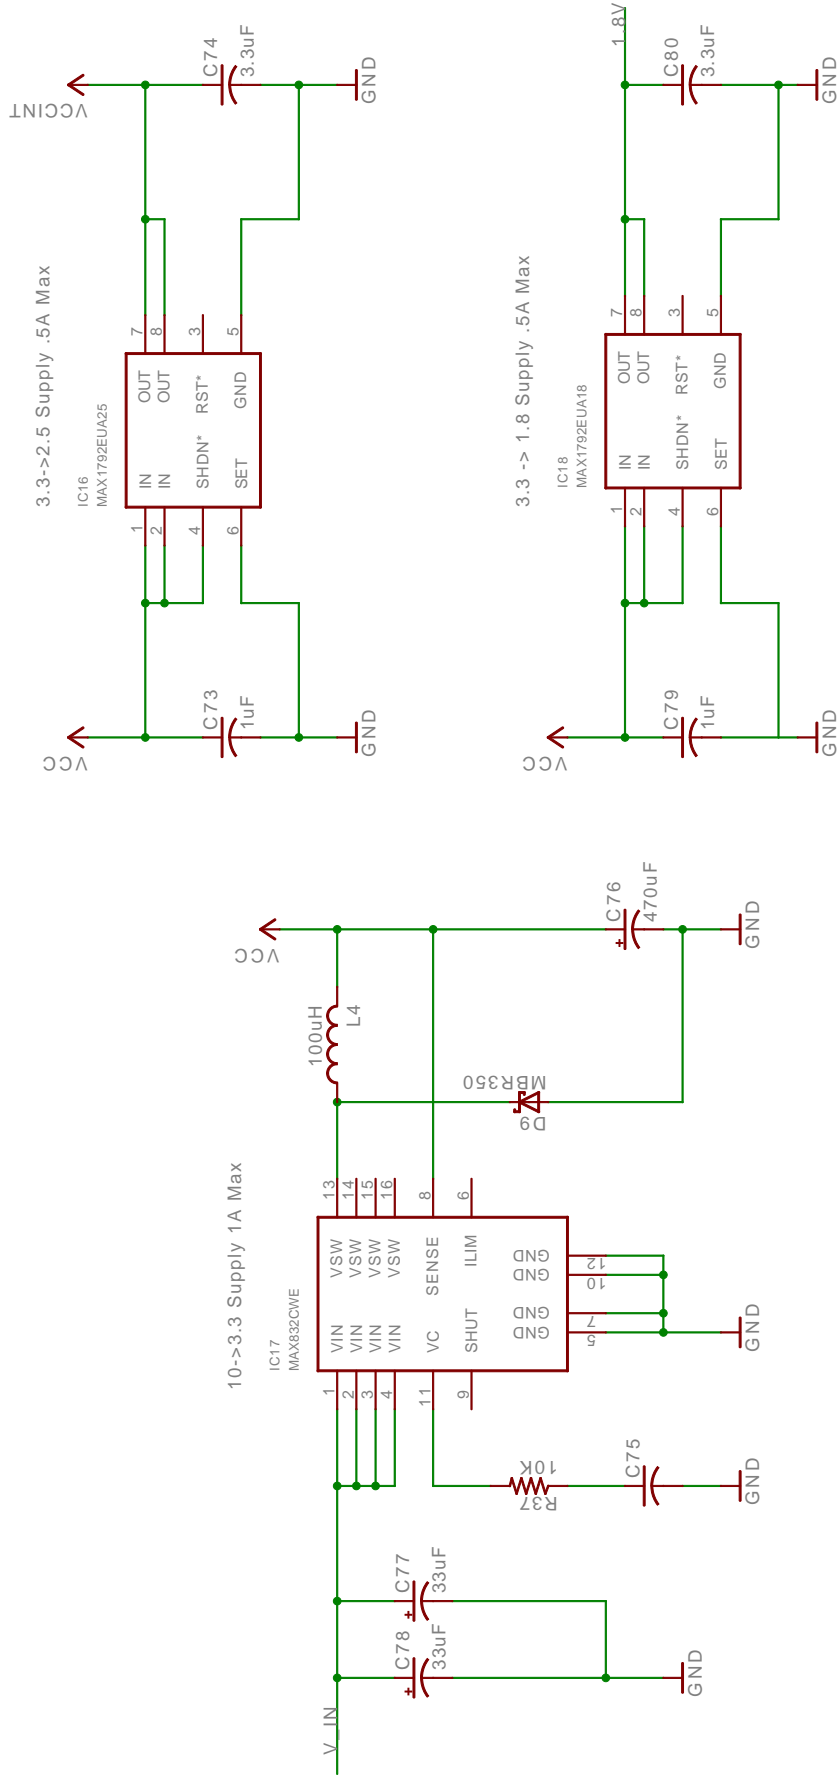 3.3->2.5 Supply .5A Max
IC16
MAX1792EUA25
VCC
VCCINT
1
IN
OUT
7
2
IN
OUT
8
4
SHDN*
RST*
3
6
SET
GND
5
C73
1uF
GND
C74
3.3uF
GND
3.3 -> 1.8 Supply .5A Max
IC18
MAX1792EUA18
VCC
1.8V
1
IN
OUT
7
2
IN
OUT
8
4
SHDN*
RST*
3
6
SET
GND
5
C79
1uF
GND
C80
3.3uF
GND
10->3.3 Supply 1A Max
IC17
MAX832CWE
V_IN
VCC
1
VIN
VSW
13
2
VIN
VSW
14
3
VIN
VSW
15
4
VIN
VSW
16
11
VC
SENSE
8
9
SHUT
ILIM
6
GND
5
GND
7
GND
10
GND
12
GND
100uH
L4
MBR350
D9
C76
470uF
GND
10K
R37
C75
GND
C77
33uF
C78
33uF
GND